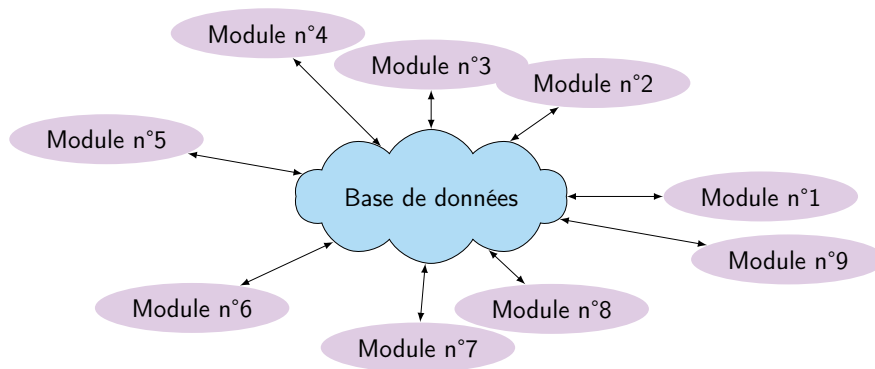 Module n°4
Module n°3
Module n°2
Module n°5
Base de données
Module n°1
Module n°9
Module n°6
Module n°8
Module n°7